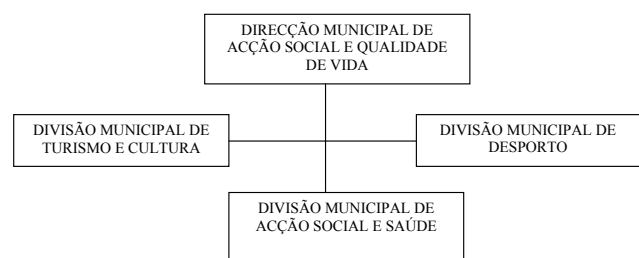 DIRECÇÃO MUNICIPAL DE
ACÇÃO SOCIAL E QUALIDADE
DE VIDA
DIVISÃO MUNICIPAL DE
TURISMO E CULTURA
DIVISÃO MUNICIPAL DE
DESPORTO
DIVISÃO MUNICIPAL DE
ACÇÃO SOCIAL E SAÚDE